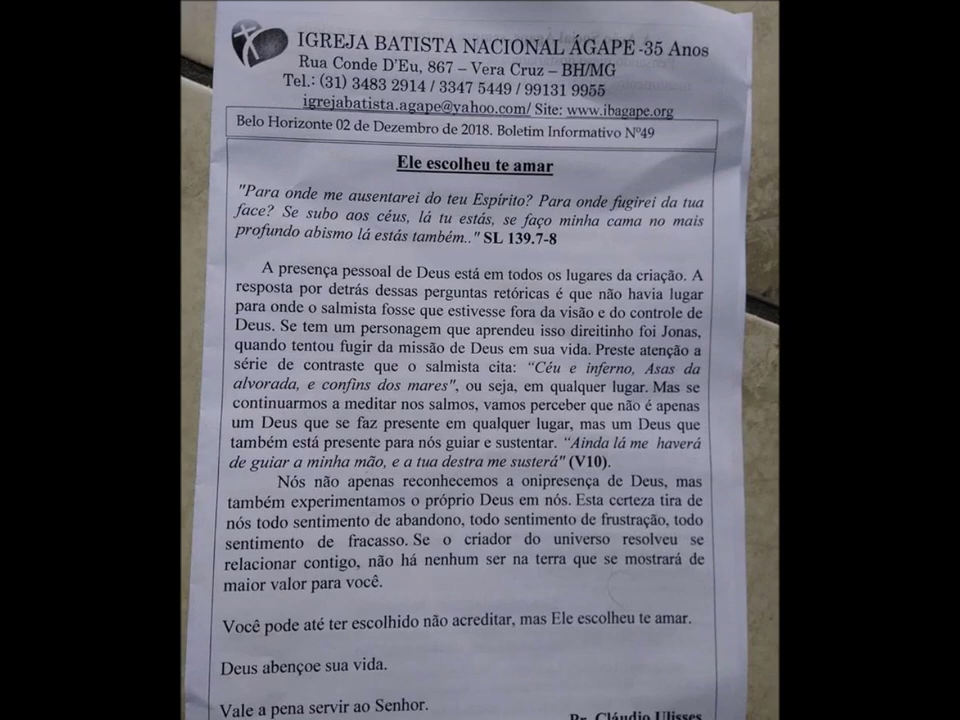 IGREJA BATISTA NACIONAL ÁGAPE -35 Anos
Rua Conde D'Eu, 867 – Vera Cruz – BH/MG
Tel.: (31) 3483 2914 / 3347 5449 / 99131 9955
igrejabatista.agape@yahoo.com/ Site: www.ibagape.org
Belo Horizonte 02 de Dezembro de 2018. Boletim Informativo Nº49
Ele escolheu te amar
"Para onde me ausentarei do teu Espírito? Para onde fugirei da tua
face? Se subo aos céus, lá tu estás, se faço minha cama no mais
profundo abismo lá estás também.." SL 139.7-8
A presença pessoal de Deus está em todos os lugares da criação. A
resposta por detrás dessas perguntas retóricas é que não havia lugar
para onde o salmista fosse que estivesse fora da visão e do controle de
Deus. Se tem um personagem que aprendeu isso direitinho foi Jonas,
quando tentou fugir da missão de Deus em sua vida. Preste atenção a
série de contraste que o salmista cita: "Céu e inferno, Asas da
alvorada, e confins dos mares", ou seja, em qualquer lugar. Mas se
continuarmos a meditar nos salmos, vamos perceber que não é apenas
um Deus que se faz presente em qualquer lugar, mas um Deus que
também está presente para nós guiar e sustentar. "Ainda lá me haverá
de guiar a minha mão, e a tua destra me susterá" (V10).
Nós não apenas reconhecemos a onipresença de Deus, mas
também experimentamos o próprio Deus em nós. Esta certeza tira de
nós todo sentimento de abandono, todo sentimento de frustração, todo
sentimento de fracasso. Se o criador do universo resolveu se
relacionar contigo, não há nenhum ser na terra que se mostrará de
maior valor para você.
Você pode até ter escolhido não acreditar, mas Ele escolheu te amar.
Deus abençoe sua vida.
Vale a pena servir ao Senhor.
Pr. Cláudio Ulisses